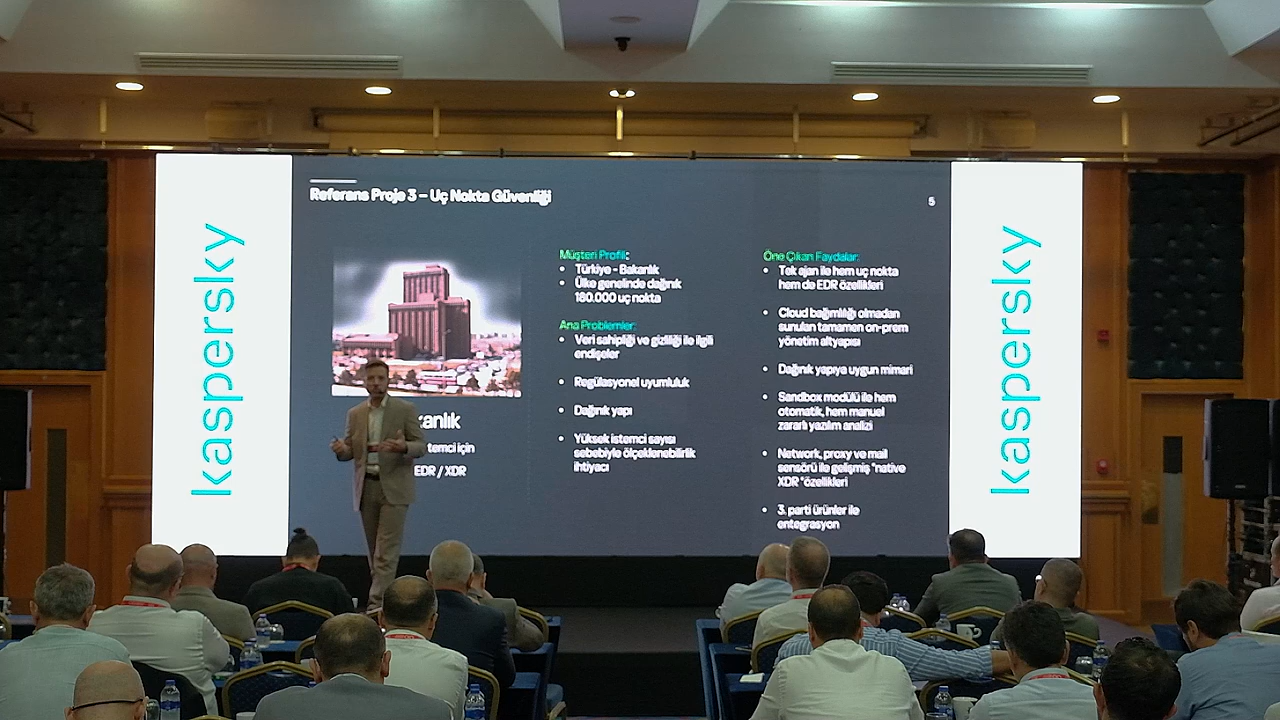 kaspersky
Referans Proje 3 – Uç Nokta Güvenliği
5
Müşteri Profili:
• Türkiye - Bakanlık
• Ülke genelinde dağınık
180.000 uç nokta
Ana Problemler:
• Veri sahipliği ve gizliliği ile ilgili
endişeler
• Regülasyonel uyumluluk
• Dağınık yapı
• Yüksek istemci sayısı
sebebiyle ölçeklenebilirlik
ihtiyacı
Öne Çıkan Faydalar:
• Tek ajan ile hem uç nokta
hem de EDR özellikleri
• Cloud bağımlılığı olmadan
sunulan tamamen on-prem
yönetim altyapısı
• Dağınık yapıya uygun mimari
• Sandbox modülü ile hem
otomatik, hem manuel
zararlı yazılım analizi
• Network, proxy ve mail
sensörü ile gelişmiş "native
XDR "özellikleri
• 3. parti ürünler ile
entegrasyon
için
EDR / XDR
kaspersky